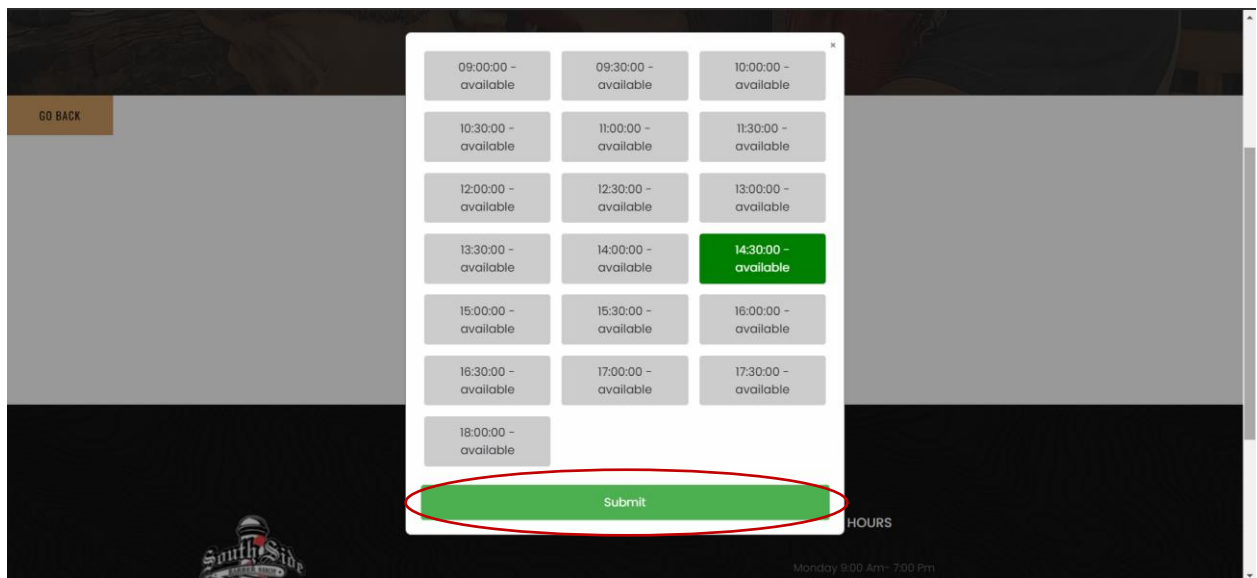 ×
09:00:00 - available
09:30:00 - available
10:00:00 - available
GO BACK
10:30:00 - available
11:00:00 - available
11:30:00 - available
12:00:00 - available
12:30:00 - available
13:00:00 - available
13:30:00 - available
14:00:00 - available
14:30:00 - available
15:00:00 - available
15:30:00 - available
16:00:00 - available
16:30:00 - available
17:00:00 - available
17:30:00 - available
18:00:00 - available
Submit
HOURS
South Side
BARBER SHOP
Monday 9:00 Am- 7:00 Pm